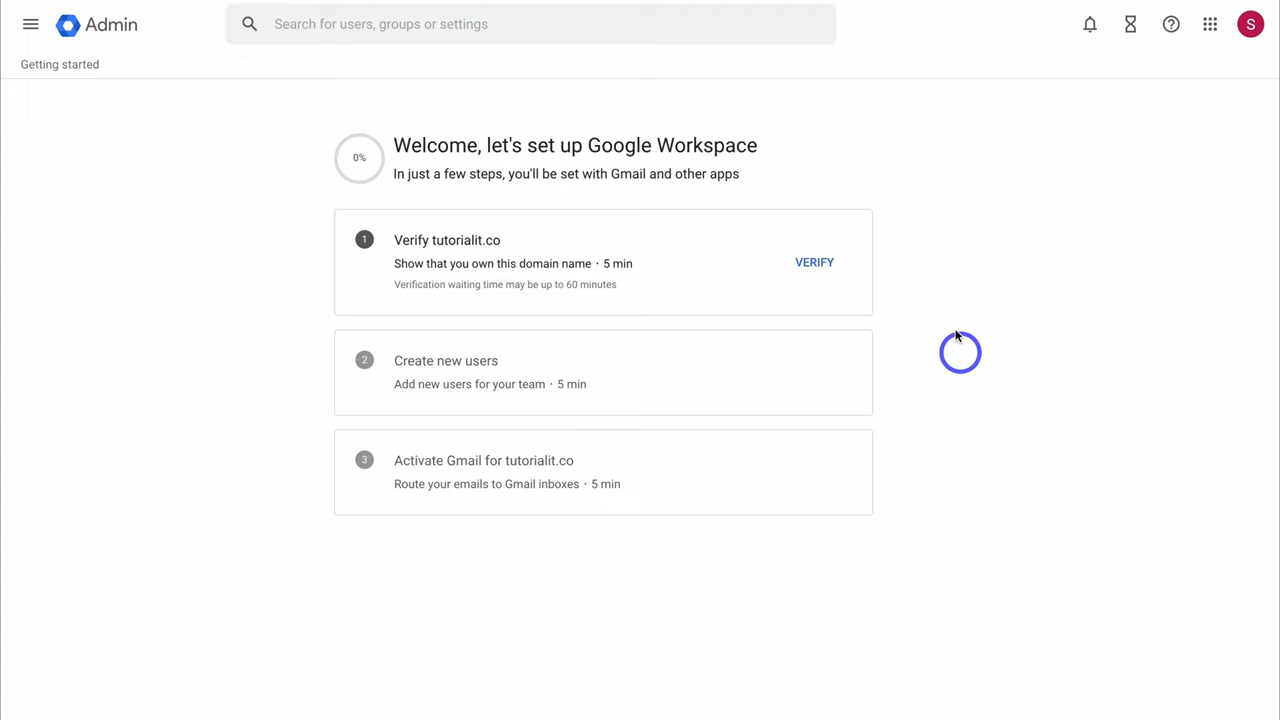 Admin
Search for users, groups or settings
S
Getting started
0%
Welcome, let's set up Google Workspace
In just a few steps, you'll be set with Gmail and other apps
1
Verify tutorialit.co
Show that you own this domain name · 5 min
VERIFY
Verification waiting time may be up to 60 minutes
2
Create new users
Add new users for your team · 5 min
3
Activate Gmail for tutorialit.co
Route your emails to Gmail inboxes · 5 min